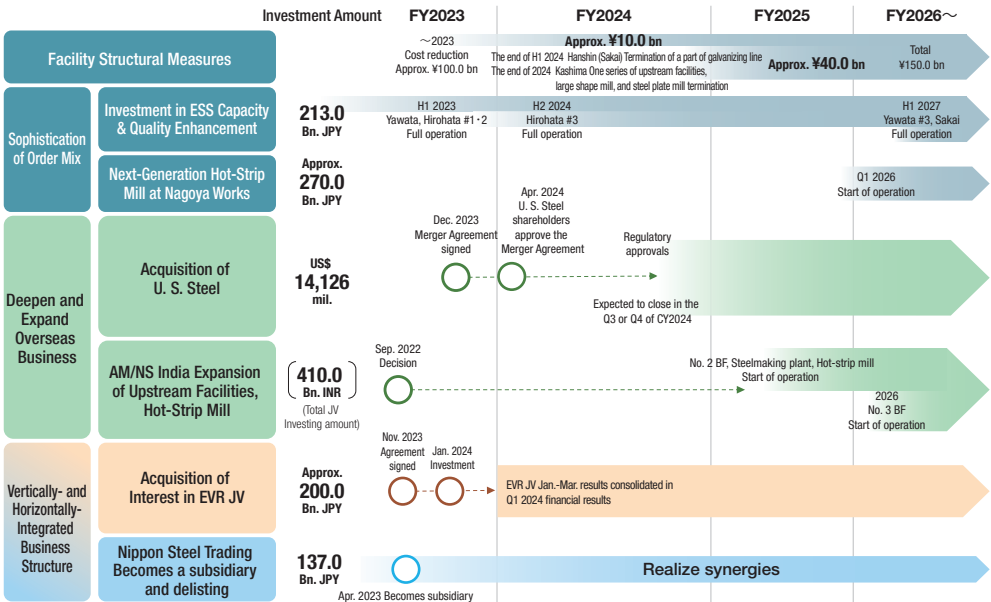 Investment Amount FY2023 FY2024 FY2025 FY2026～
Facility Structural Measures
～2023
Cost reduction
Approx. ¥100.0 bn
Approx. ¥10.0 bn
The end of H1 2024 Hanshin (Sakai) Termination of a part of galvanizing line
The end of 2024 Kashima One series of upstream facilities,
large shape mill, and steel plate mill termination
Approx. ¥40.0 bn
Total
¥150.0 bn
Sophistication
of Order Mix
Investment in ESS Capacity
& Quality Enhancement
213.0
Bn. JPY
H1 2023
Yawata, Hirohata #1・2
Full operation
H2 2024
Hirohata #3
Full operation
H1 2027
Yawata #3, Sakai
Full operation
Next-Generation Hot-Strip
Mill at Nagoya Works
Approx.
270.0
Bn. JPY
Q1 2026
Start of operation
Deepen and
Expand
Overseas
Business
Acquisition of
U. S. Steel
US$
14,126
mil.
Dec. 2023
Merger Agreement
signed
Apr. 2024
U. S. Steel
shareholders
approve the
Merger Agreement
Regulatory
approvals
Expected to close in the
Q3 or Q4 of CY2024
AM/NS India Expansion
of Upstream Facilities,
Hot-Strip Mill
410.0
Bn. INR
(Total JV
Investing amount)
Sep. 2022
Decision
No. 2 BF, Steelmaking plant, Hot-strip mill
Start of operation
2026
No. 3 BF
Start of operation
Vertically- and
Horizontally-
Integrated
Business
Structure
Acquisition of
Interest in EVR JV
Approx.
200.0
Bn. JPY
Nov. 2023
Agreement
signed
Jan. 2024
Investment
EVR JV Jan.-Mar. results consolidated in
Q1 2024 financial results
Nippon Steel Trading
Becomes a subsidiary
and delisting
137.0
Bn. JPY
Apr. 2023 Becomes subsidiary
Realize synergies